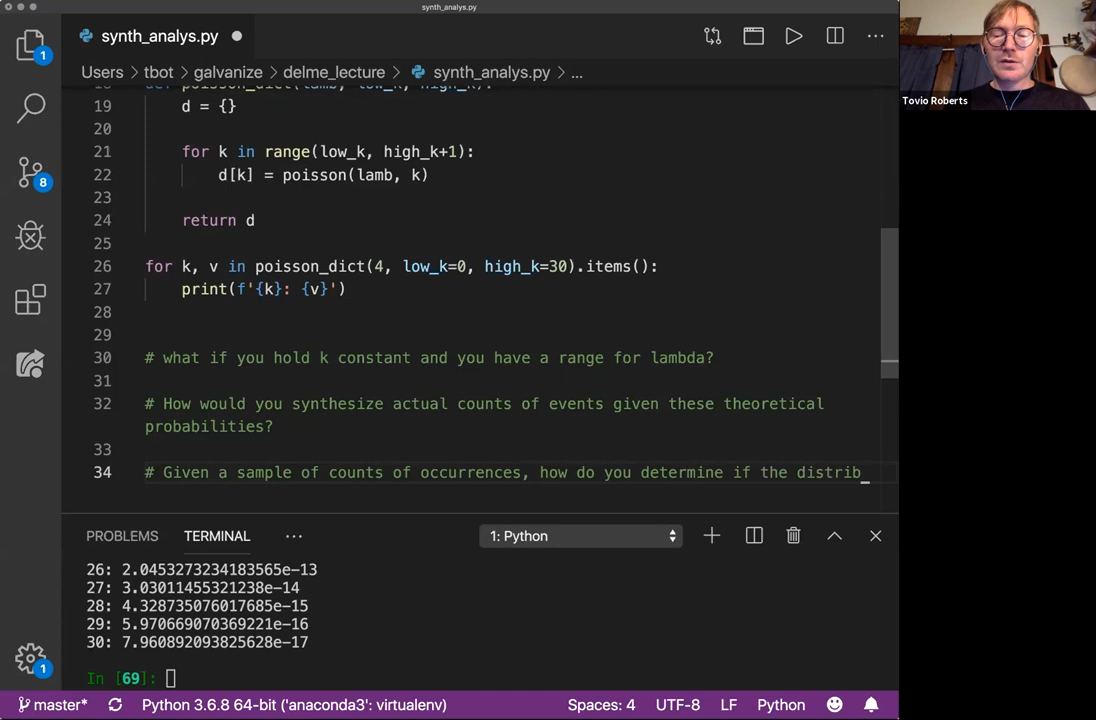 synth_analys.py
synth_analys.py
Tovio Roberts
Users > tbot > galvanize > delme_lecture > synth_analys.py > ...
19 d = {}
20
21 for k in range(low_k, high_k+1):
22 d[k] = poisson(lamb, k)
23
24 return d
25
26 for k, v in poisson_dict(4, low_k=0, high_k=30).items():
27 print(f'{k}: {v}')
28
29
30 # what if you hold k constant and you have a range for lambda?
31
32 # How would you synthesize actual counts of events given these theoretical
probabilities?
33
34 # Given a sample of counts of occurrences, how do you determine if the distrib
1
8
1
PROBLEMS TERMINAL ... 1: Python
26: 2.0453273234183565e-13
27: 3.03011455321238e-14
28: 4.328735076017685e-15
29: 5.970669070369221e-16
30: 7.960892093825628e-17
In [69]:
master* Python 3.6.8 64-bit ('anaconda3': virtualenv) Spaces: 4 UTF-8 LF Python